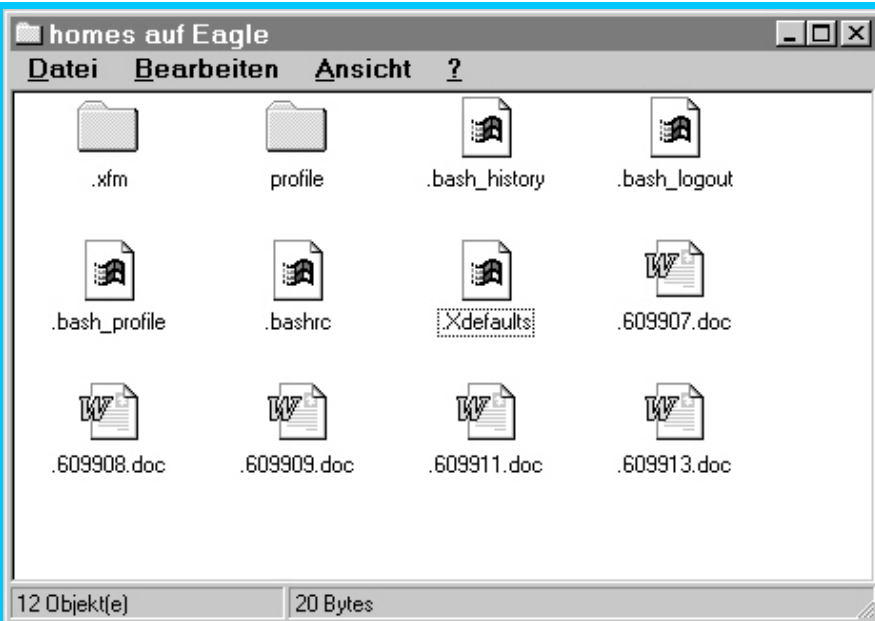 homes auf Eagle
Datei Bearbeiten Ansicht ?
.xfm profile .bash_history .bash_logout
.bash_profile .bashrc .Xdefaults .609907.doc
.609908.doc .609909.doc .609911.doc .609913.doc
12 Objekt(e) 20 Bytes